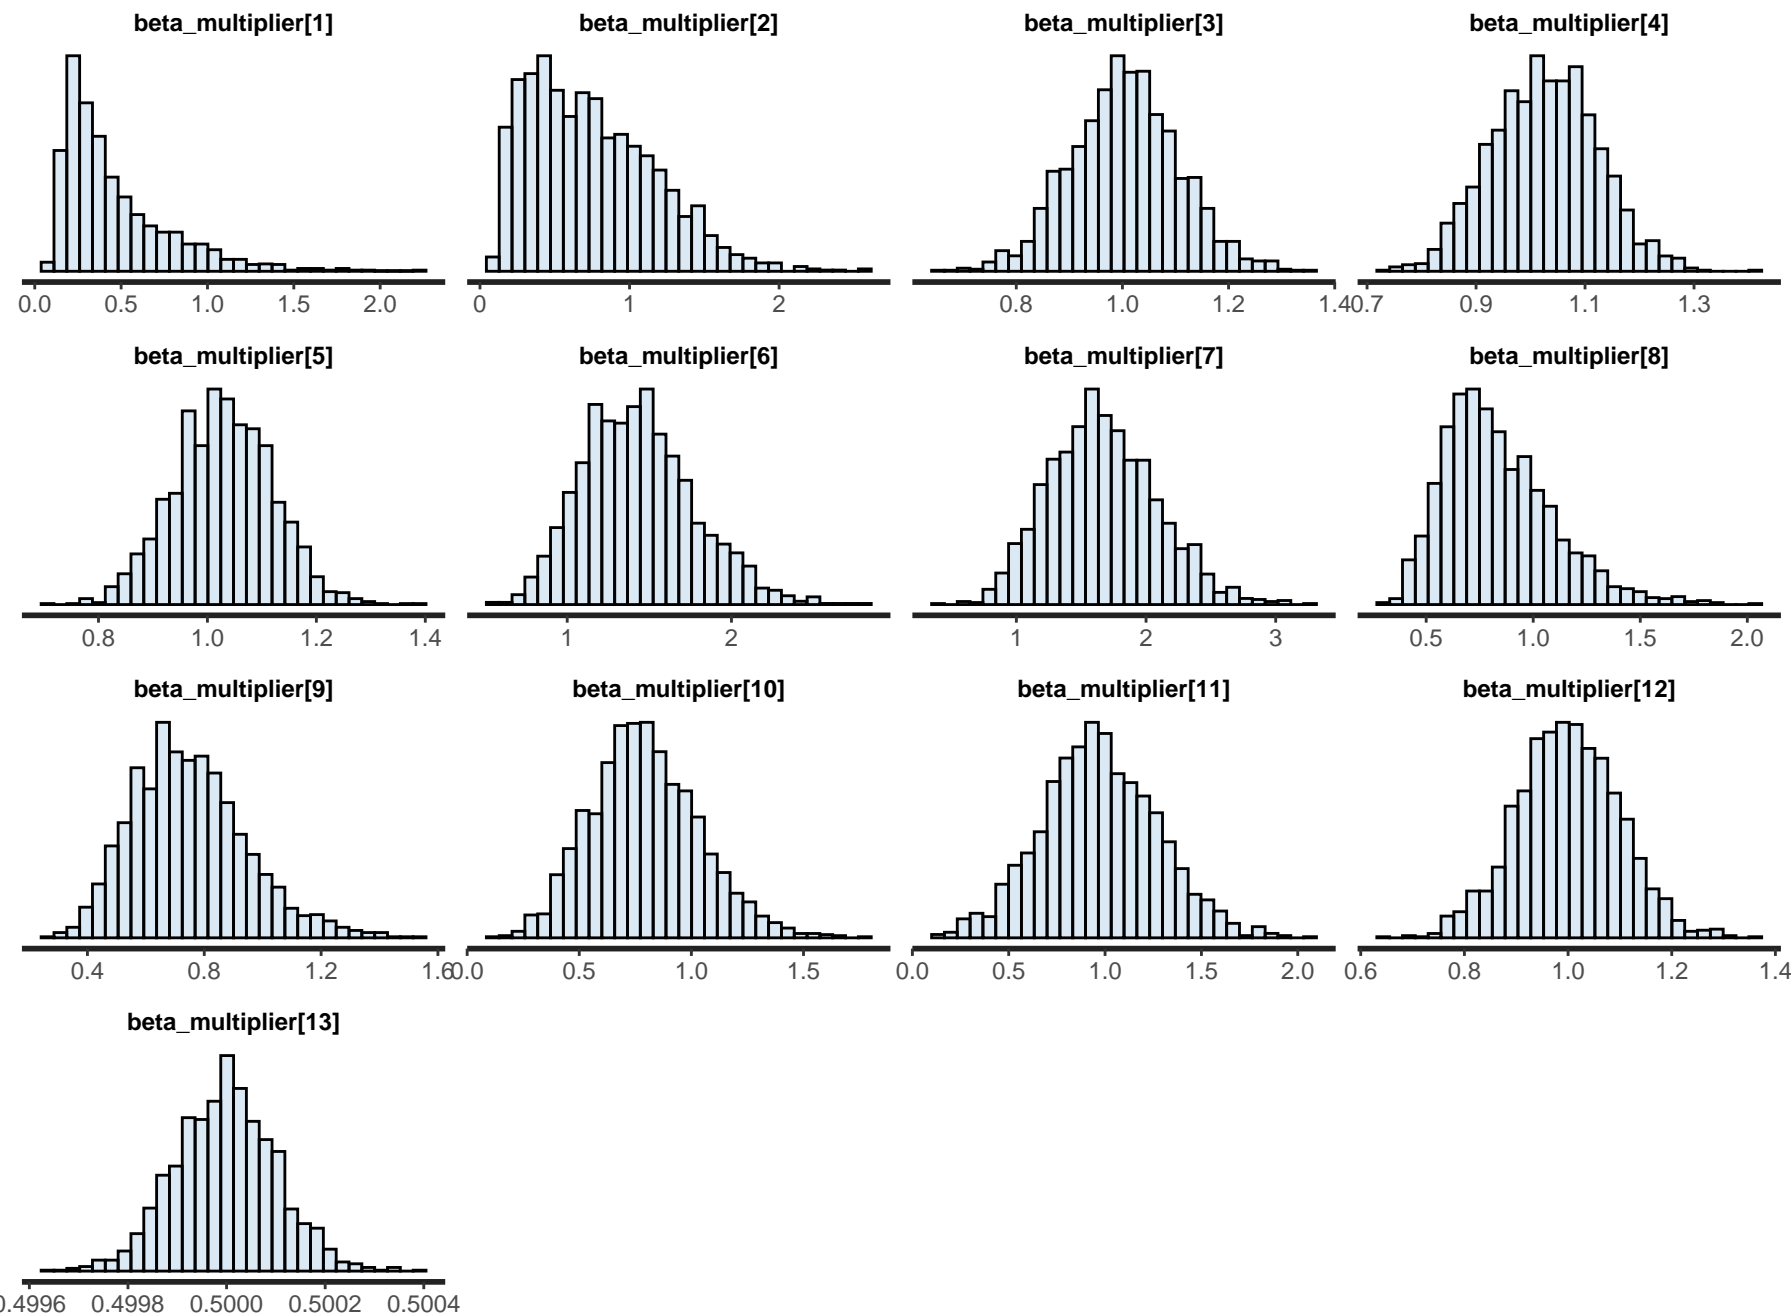 beta_multiplier[1] beta_multiplier[2] beta_multiplier[3] beta_multiplier[4]
0.0 0.5 1.0 1.5 2.0 0 1 2 0.8 1.0 1.2 1.4 0.7 0.9 1.1 1.3
beta_multiplier[5] beta_multiplier[6] beta_multiplier[7] beta_multiplier[8]
0.8 1.0 1.2 1.4 1 2 1 2 3 0.5 1.0 1.5 2.0
beta_multiplier[9] beta_multiplier[10] beta_multiplier[11] beta_multiplier[12]
0.4 0.8 1.2 1.6 0.0 0.5 1.0 1.5 0.0 0.5 1.0 1.5 2.0 0.6 0.8 1.0 1.2 1.4
beta_multiplier[13]
0.4996 0.4998 0.5000 0.5002 0.5004